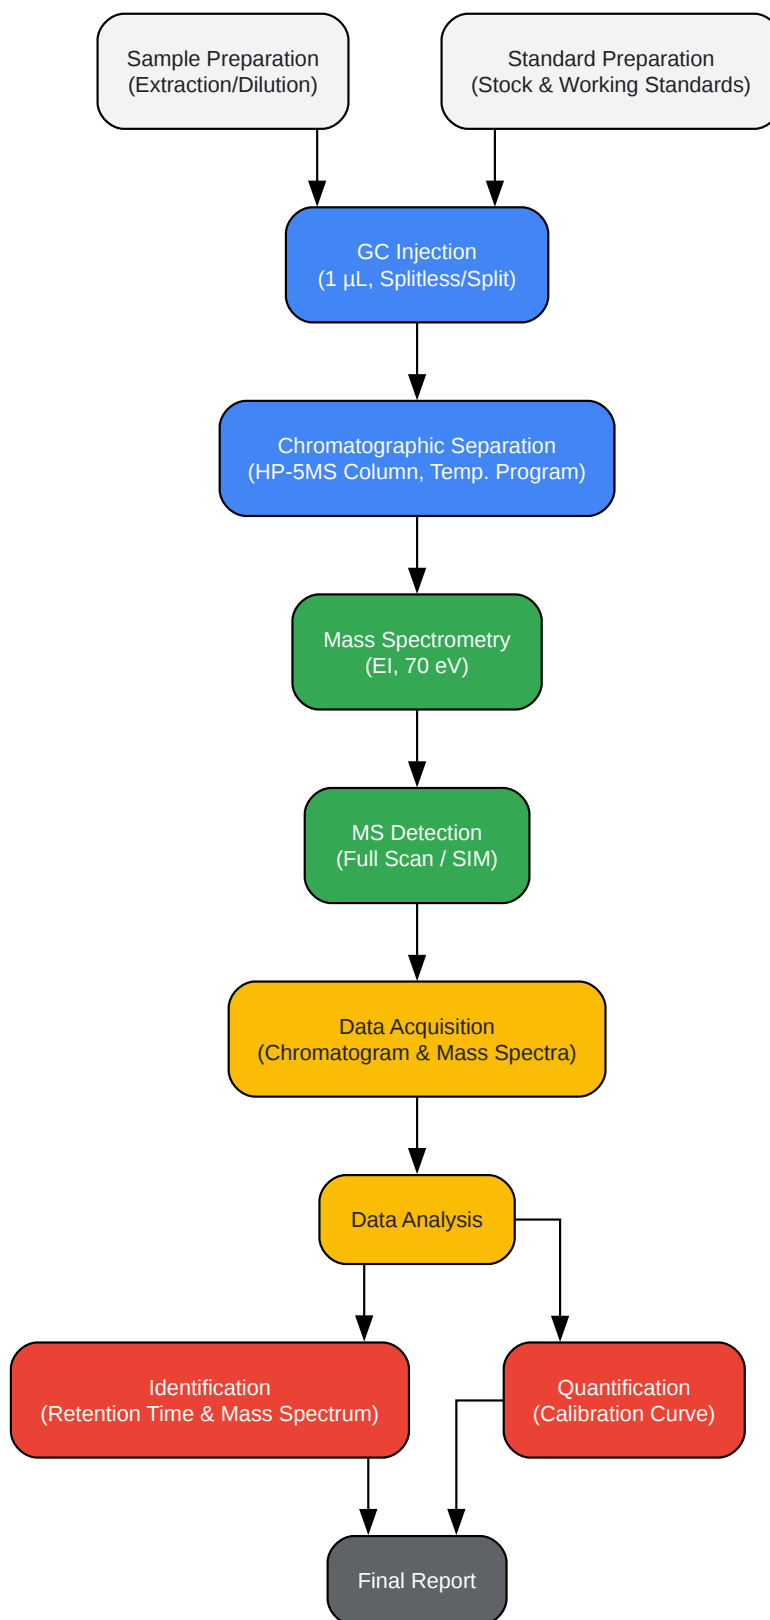 Sample Preparation
(Extraction/Dilution)
Standard Preparation
(Stock & Working Standards)
GC Injection
(1 µL, Splitless/Split)
Chromatographic Separation
(HP-5MS Column, Temp. Program)
Mass Spectrometry
(EI, 70 eV)
MS Detection
(Full Scan / SIM)
Data Acquisition
(Chromatogram & Mass Spectra)
Data Analysis
Identification
(Retention Time & Mass Spectrum)
Quantification
(Calibration Curve)
Final Report